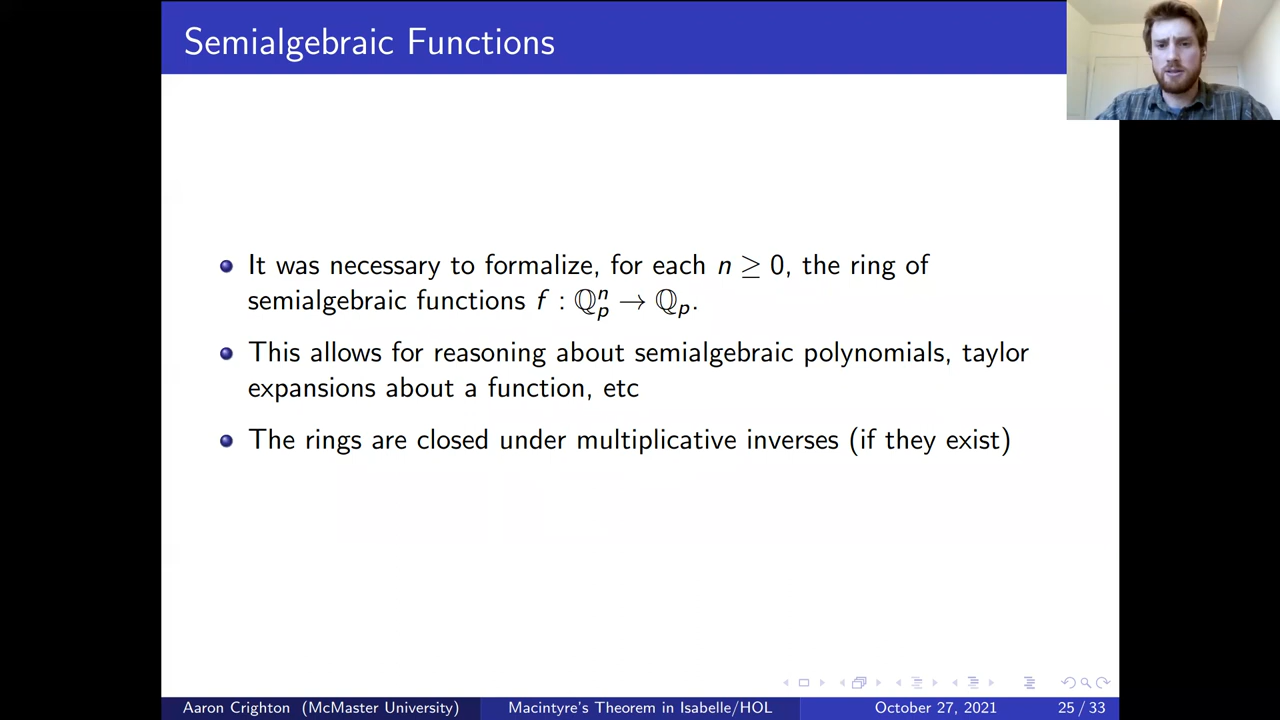 Semialgebraic Functions
It was necessary to formalize, for each n ≥ 0, the ring of
semialgebraic functions f : ℚₚⁿ → ℚₚ.
This allows for reasoning about semialgebraic polynomials, taylor
expansions about a function, etc
The rings are closed under multiplicative inverses (if they exist)
Aaron Crighton (McMaster University)
Macintyre's Theorem in Isabelle/HOL
October 27, 2021
25 / 33